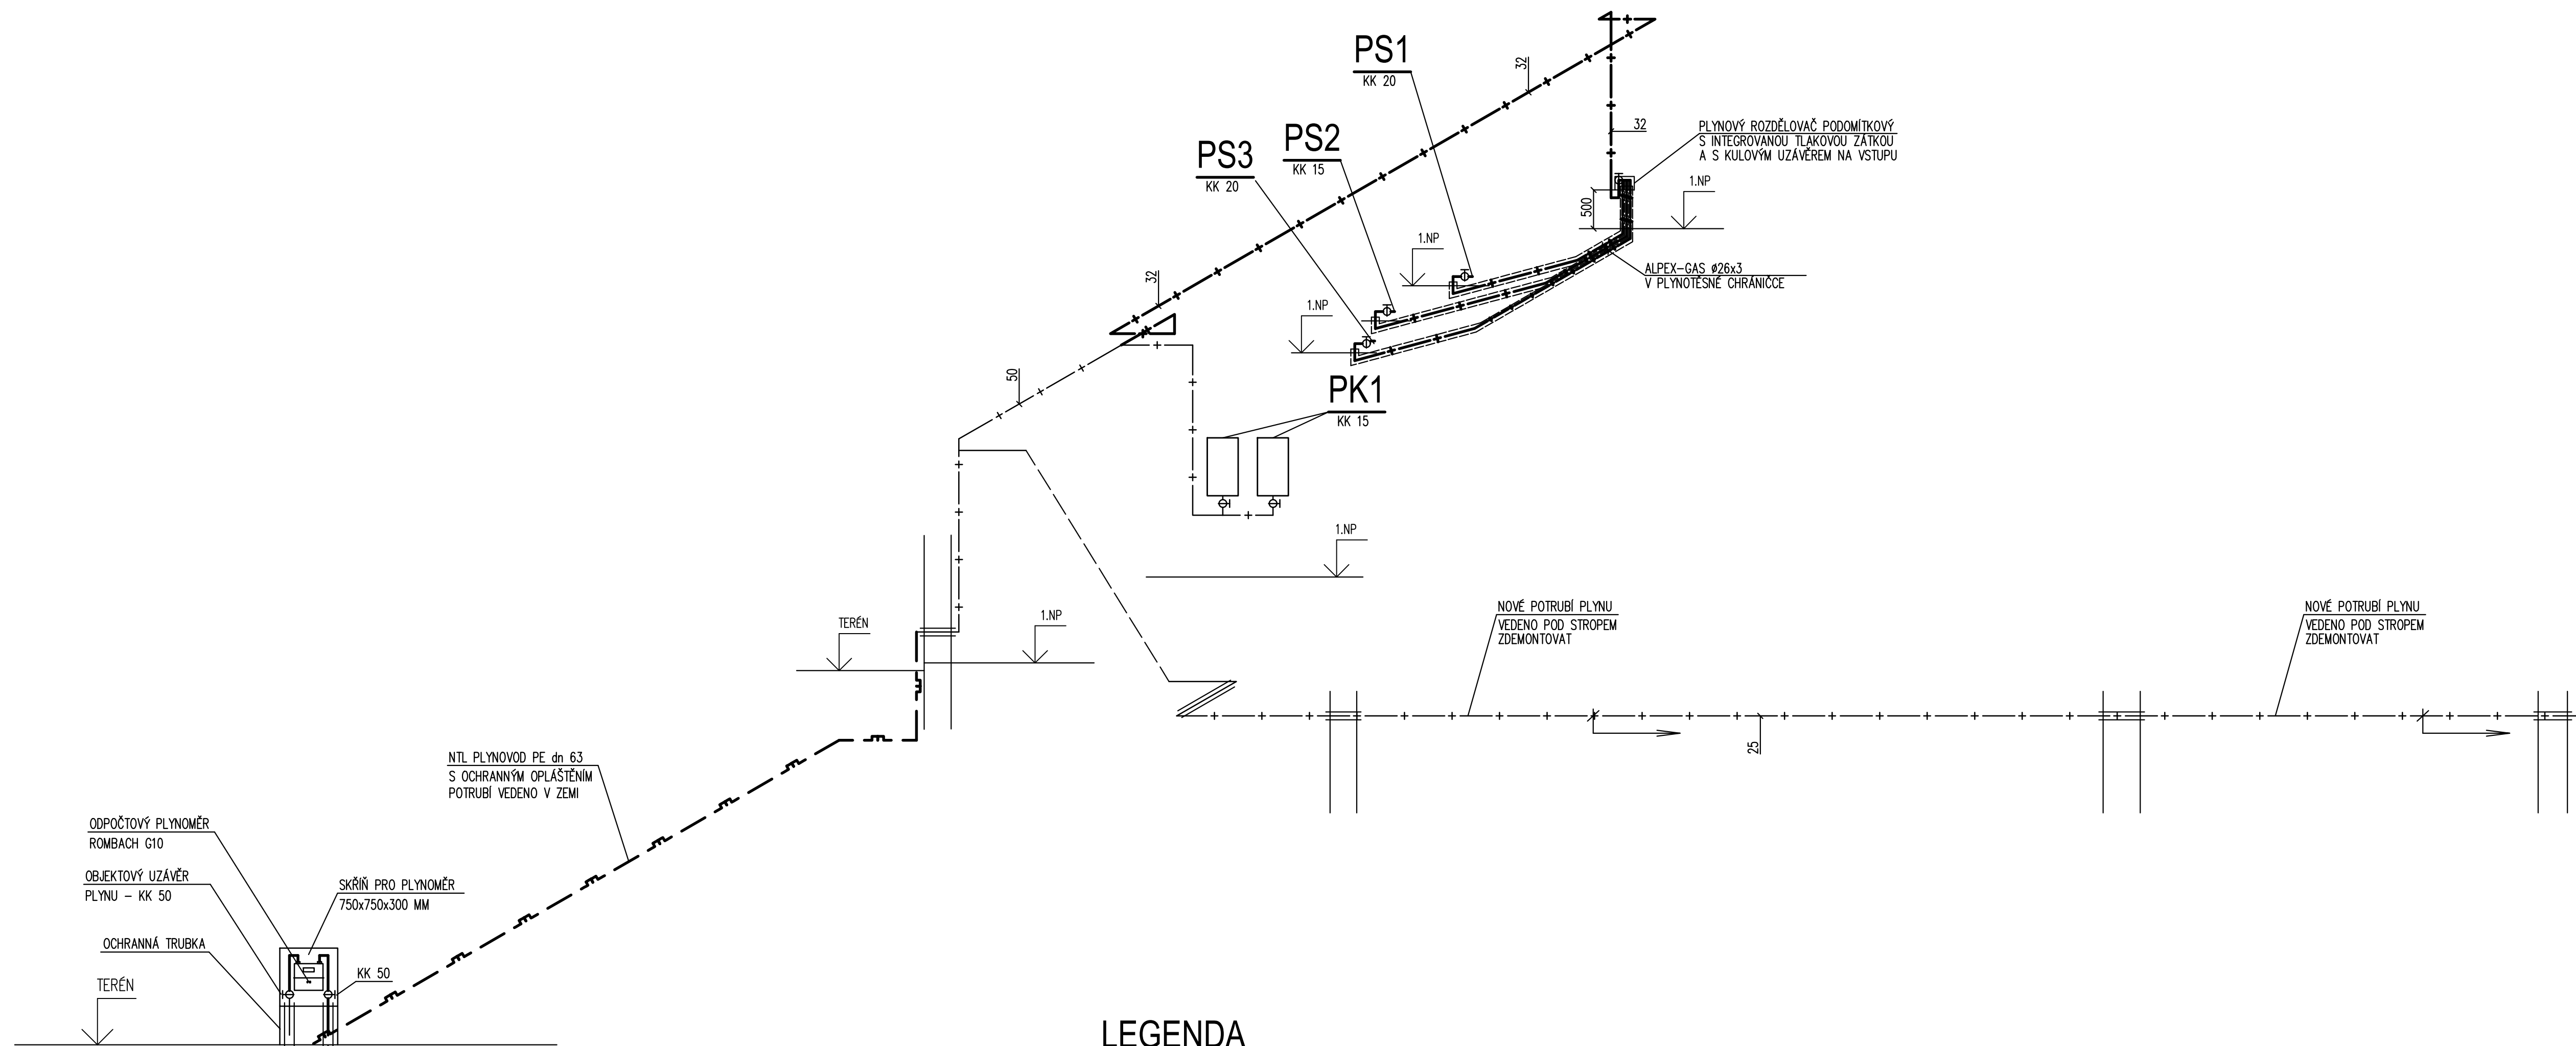 PS1
KK 20
32
PS2
KK 15
PS3
KK 20
32
PLYNOVÝ ROZDĚLOVAČ PODOMÍTKOVÝ
S INTEGROVANOU TLAKOVOU ZÁTKOU
A S KULOVÝM UZÁVĚREM NA VSTUPU
1.NP
500
1.NP
ALPEX-GAS Ø26x3
V PLYNOTĚSNÉ CHRÁNIČCE
32
1.NP
50
PK1
KK 15
1.NP
TERÉN
1.NP
NOVÉ POTRUBÍ PLYNU
VEDENO POD STROPEM
ZDEMONTOVAT
NOVÉ POTRUBÍ PLYNU
VEDENO POD STROPEM
ZDEMONTOVAT
25
NTL PLYNOVOD PE dn 63
S OCHRANNÝM OPLÁŠTĚNÍM
POTRUBÍ VEDENO V ZEMI
ODPOČTOVÝ PLYNOMĚR
ROMBACH G10
OBJEKTOVÝ UZÁVĚR
PLYNU - KK 50
SKŘÍŇ PRO PLYNOMĚR
750x750x300 MM
OCHRANNÁ TRUBKA
KK 50
TERÉN
LEGENDA